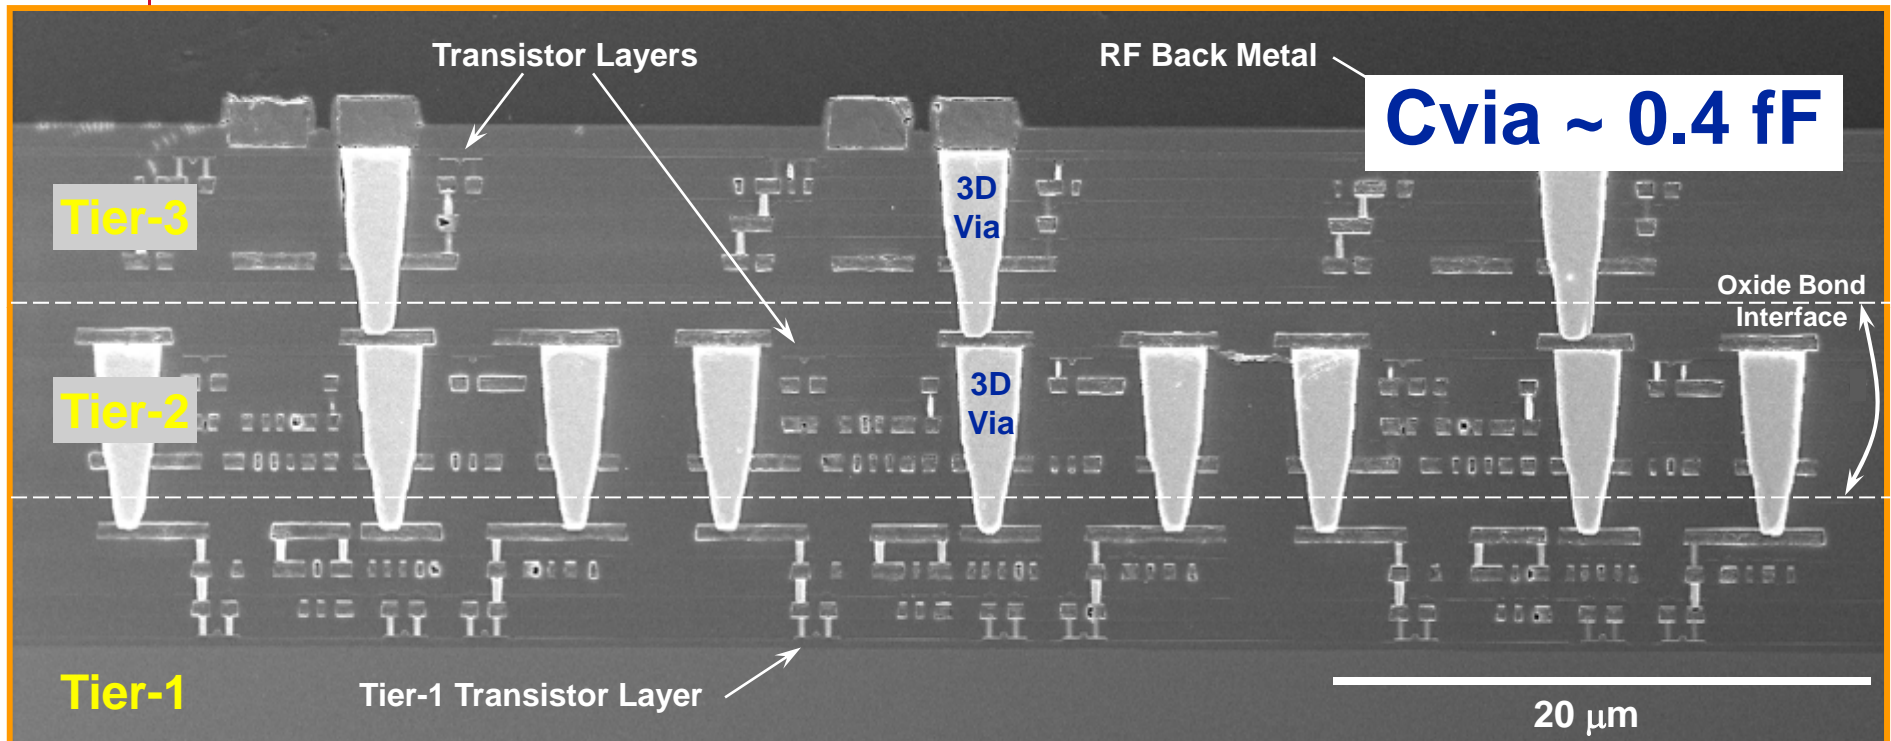 Transistor Layers
RF Back Metal
Cvia ~ 0.4 fF
Tier-3
3D
Via
Oxide Bond
Interface
Tier-2
3D
Via
Tier-1
Tier-1 Transistor Layer
20 μm